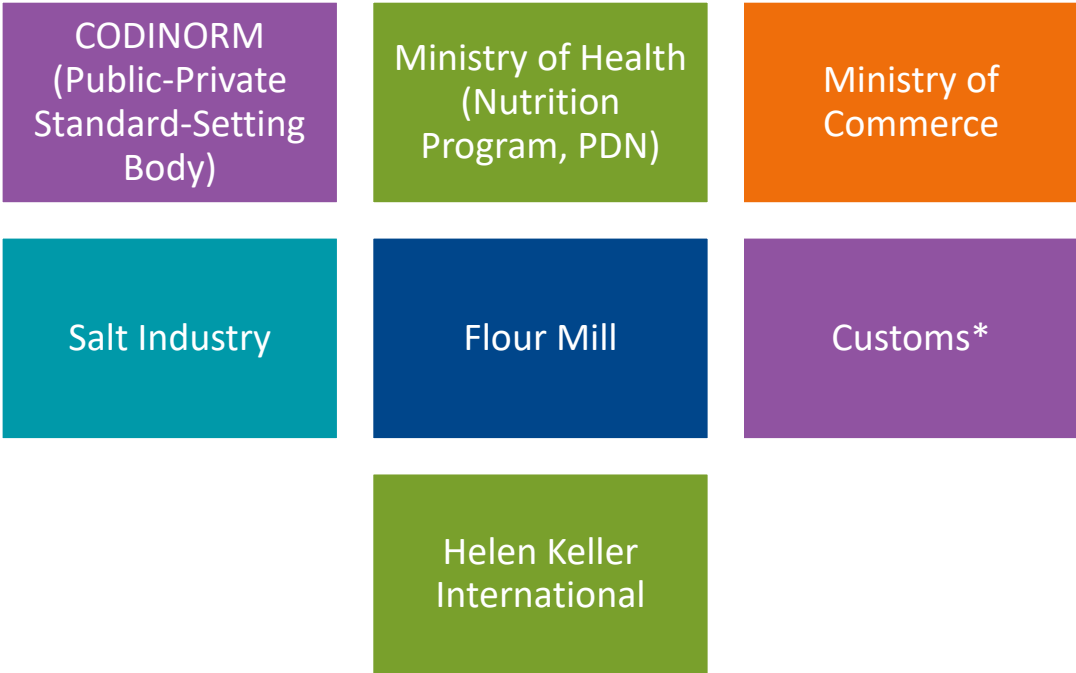 CODINORM
(Public-Private
Standard-Setting
Body)
Ministry of Health
(Nutrition
Program, PDN)
Ministry of
Commerce
Salt Industry
Flour Mill
Customs*
Helen Keller
International